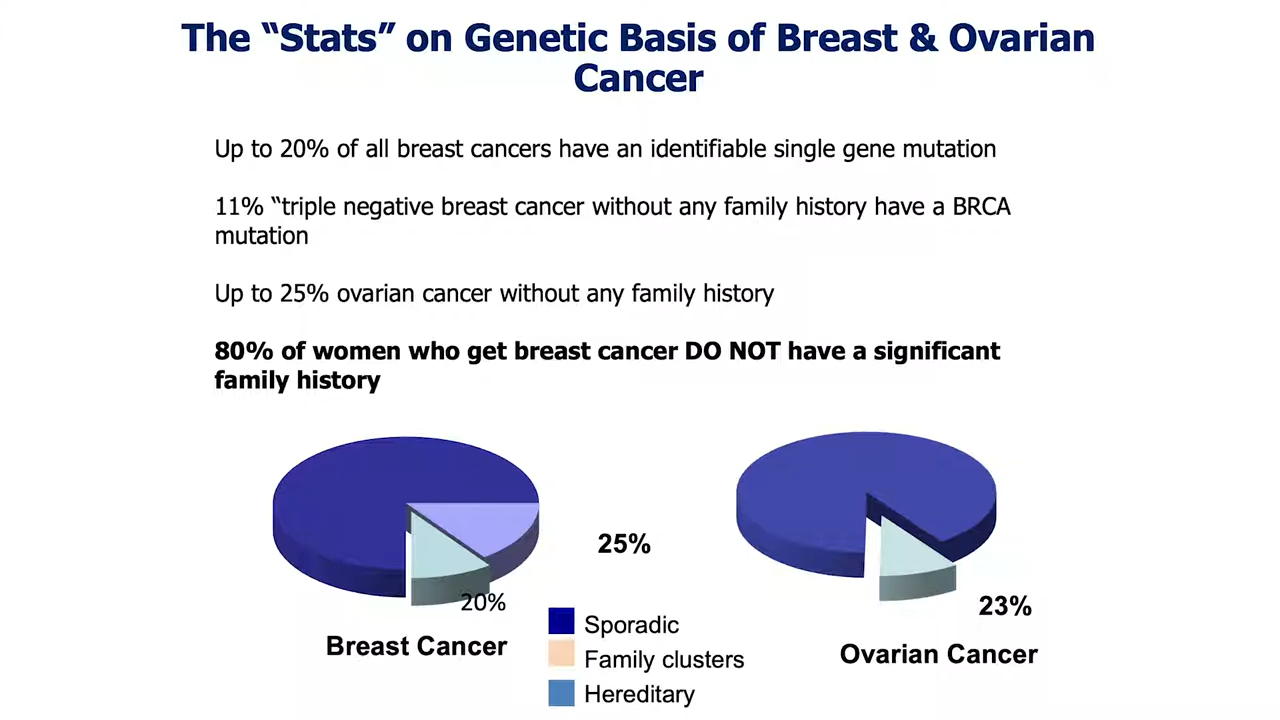 The “Stats” on Genetic Basis of Breast & Ovarian
Cancer
Up to 20% of all breast cancers have an identifiable single gene mutation
11% “triple negative breast cancer without any family history have a BRCA
mutation
Up to 25% ovarian cancer without any family history
80% of women who get breast cancer DO NOT have a significant
family history
25%
20%
23%
Breast Cancer
Sporadic
Family clusters
Hereditary
Ovarian Cancer